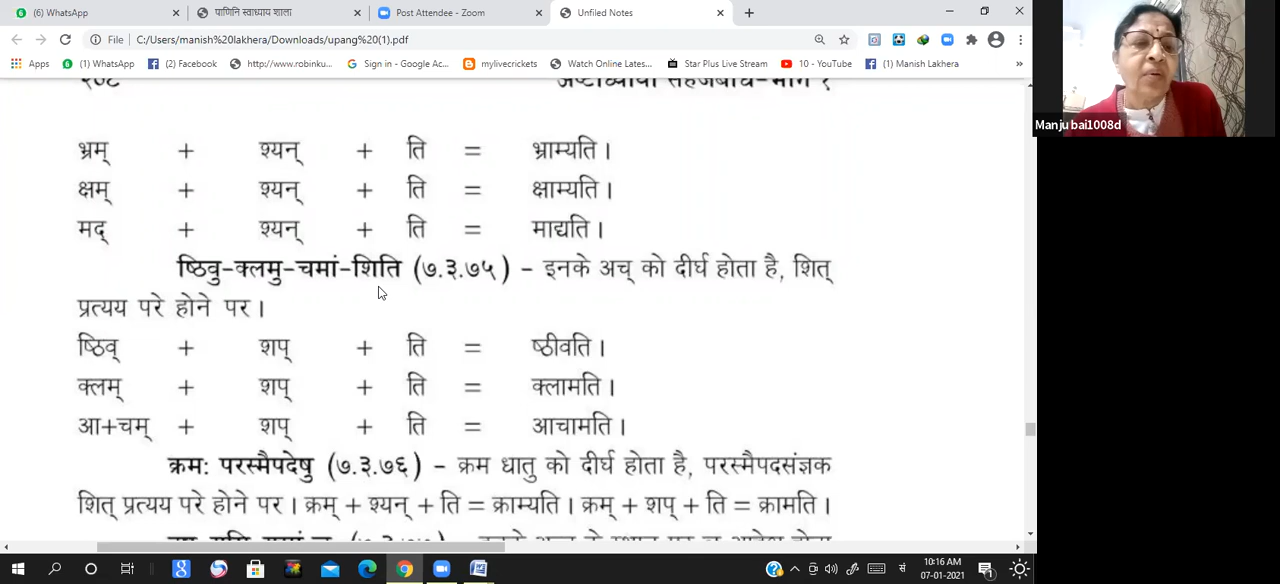 (6) WhatsApp
पाणिनि स्वाध्याय शाला
Post Attendee - Zoom
Unfiled Notes
File
C:/Users/manish%20lakhera/Downloads/upang%20(1).pdf
Apps
(1) WhatsApp
(2) Facebook
http://www.robinku...
Sign in - Google Ac...
mylivecrickets
Watch Online Lates...
Star Plus Live Stream
10 - YouTube
(1) Manish Lakhera
»
२०८ अष्टाध्यायी सहजबोध-भाग १
भ्रम् + श्यन् + ति = भ्राम्यति।
क्षम् + श्यन् + ति = क्षाम्यति।
मद् + श्यन् + ति = माद्यति।
ष्ठिवु-क्लमु-चमां-शिति (७.३.७५) - इनके अच् को दीर्घ होता है, शित्
प्रत्यय परे होने पर।
ष्ठिव् + शप् + ति = ष्ठीवति।
क्लम् + शप् + ति = क्लामति।
आ+चम् + शप् + ति = आचामति।
क्रम: परस्मैपदेषु (७.३.७६) - क्रम धातु को दीर्घ होता है, परस्मैपदसंज्ञक
शित् प्रत्यय परे होने पर। क्रम् + श्यन् + ति = क्राम्यति। क्रम् + शप् + ति = क्रामति।
Manju bai1008d
10:16 AM
07-01-2021